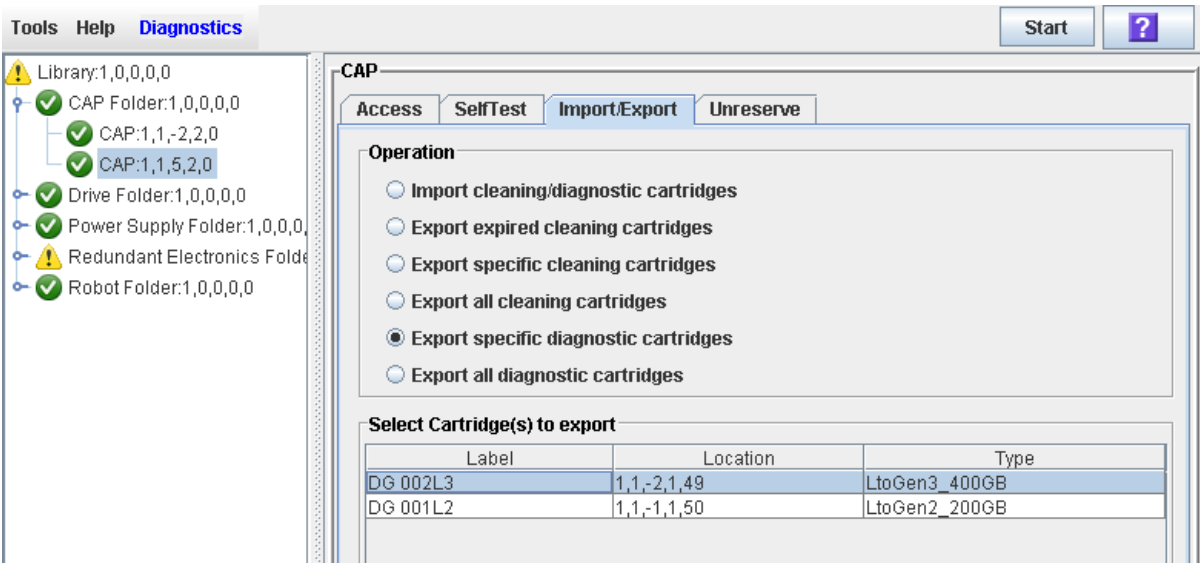 Tools Help Diagnostics Start ?
Library:1,0,0,0,0
CAP Folder:1,0,0,0,0
CAP:1,1,-2,2,0
CAP:1,1,5,2,0
Drive Folder:1,0,0,0,0
Power Supply Folder:1,0,0,0,
Redundant Electronics Folde
Robot Folder:1,0,0,0,0
CAP
Access SelfTest Import/Export Unreserve
Operation
Import cleaning/diagnostic cartridges
Export expired cleaning cartridges
Export specific cleaning cartridges
Export all cleaning cartridges
Export specific diagnostic cartridges
Export all diagnostic cartridges
Select Cartridge(s) to export
Label Location Type
DG 002L3 1,1,-2,1,49 LtoGen3_400GB
DG 001L2 1,1,-1,1,50 LtoGen2_200GB